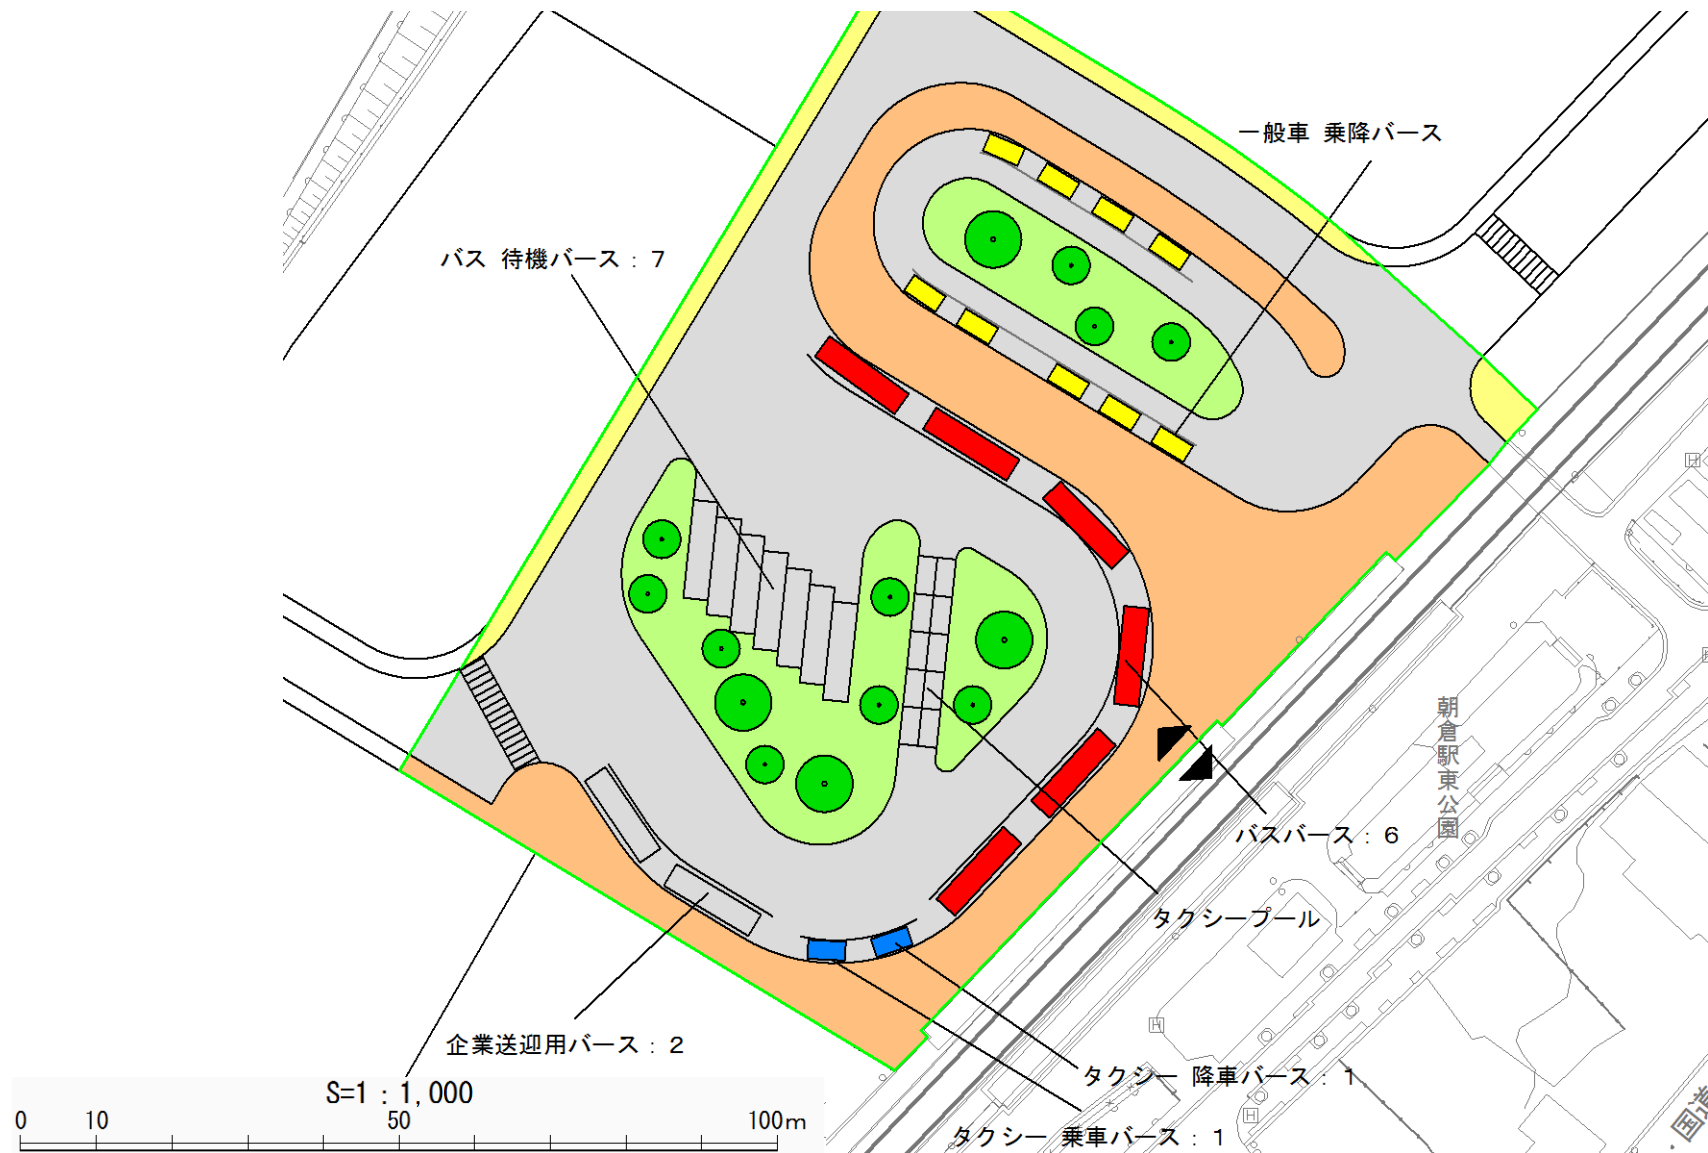 一般車 乗降バース
バス 待機バース：７
朝倉駅東公園
バスバース：６
タクシープール
企業送迎用バース：２
タクシー 降車バース：１
タクシー 乗車バース：１
S=1：1,000
0 10 50 100m
H
H
H
H
国道